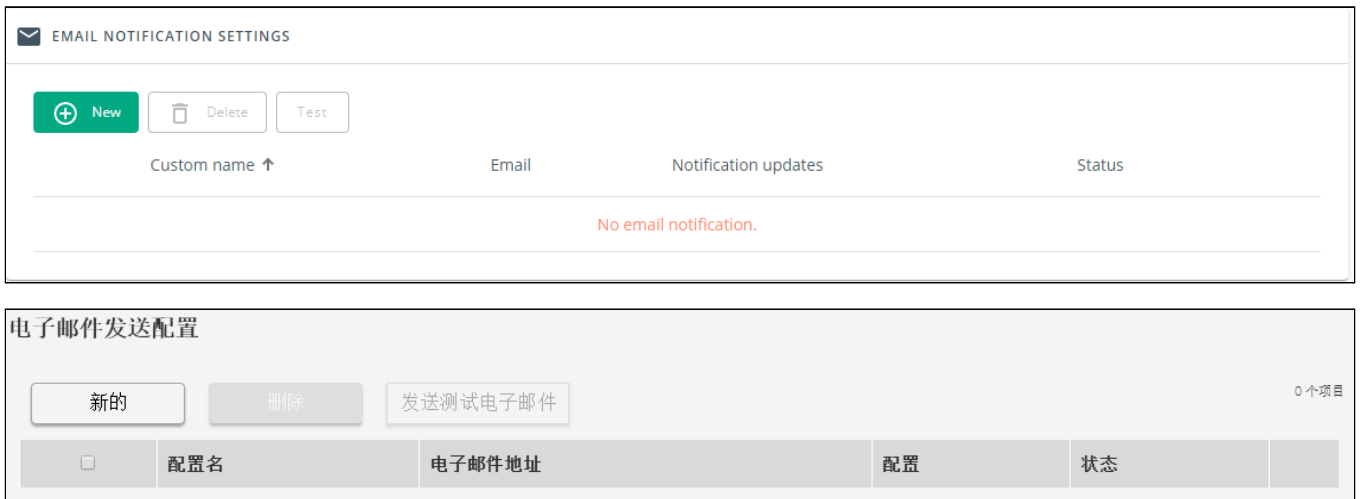 EMAIL NOTIFICATION SETTINGS
New Delete Test
Custom name ↑ Email Notification updates Status
No email notification.
电子邮件发送配置
新的 删除 发送测试电子邮件 0 个项目
配置名 电子邮件地址 配置 状态